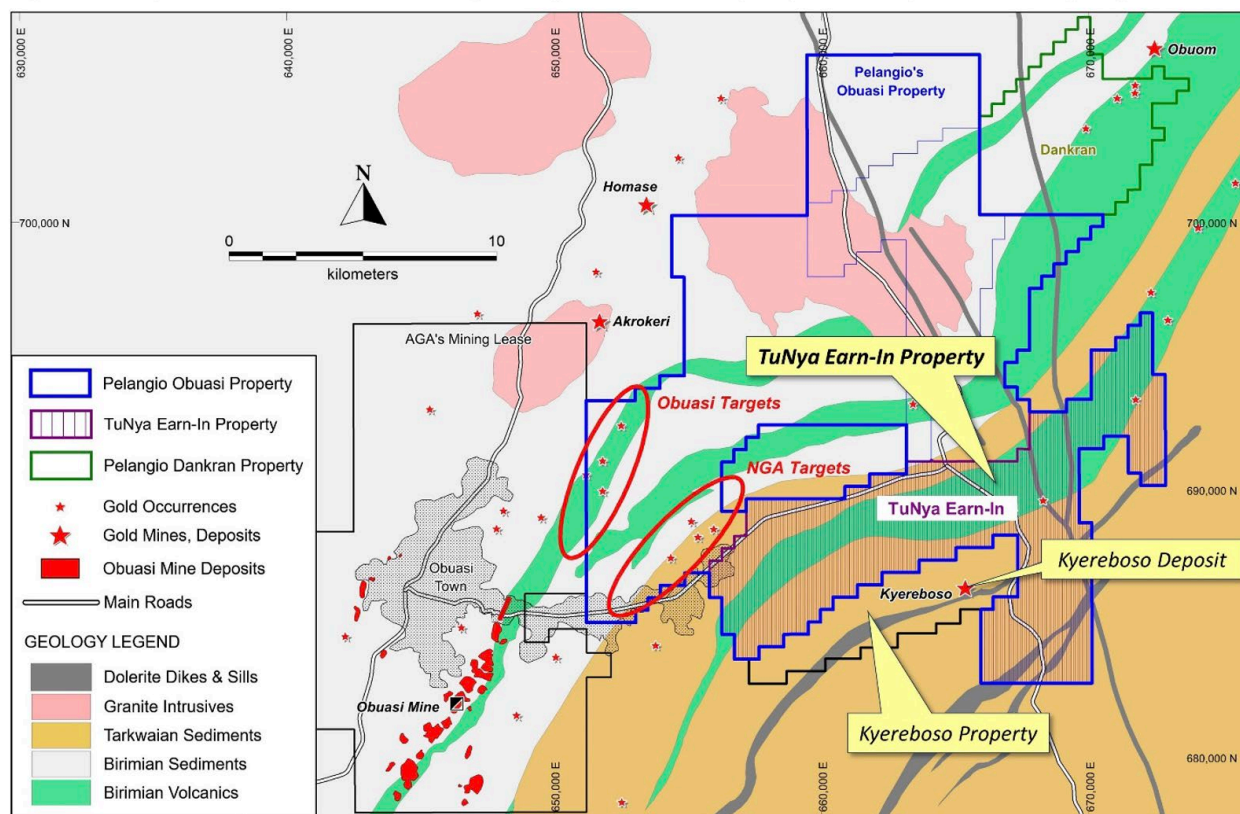 630,000 E
640,000 E
650,000 E
660,000 E
670,000 E
Obuom
Pelangio's
Obuasi Property
Dankran
N
Homase
700,000 N
700,000 N
0
10
kilometers
Akrokeri
AGA's Mining Lease
TuNya Earn-In Property
Obuasi Targets
NGA Targets
690,000 N
TuNya Earn-In
Kyereboso Deposit
Kyereboso
Obuasi
Town
Obuasi Mine
Kyereboso Property
680,000 N
650,000 E
660,000 E
670,000 E
Pelangio Obuasi Property
TuNya Earn-In Property
Pelangio Dankran Property
Gold Occurrences
Gold Mines, Deposits
Obuasi Mine Deposits
Main Roads
GEOLOGY LEGEND
Dolerite Dikes & Sills
Granite Intrusives
Tarkwaian Sediments
Birimian Sediments
Birimian Volcanics